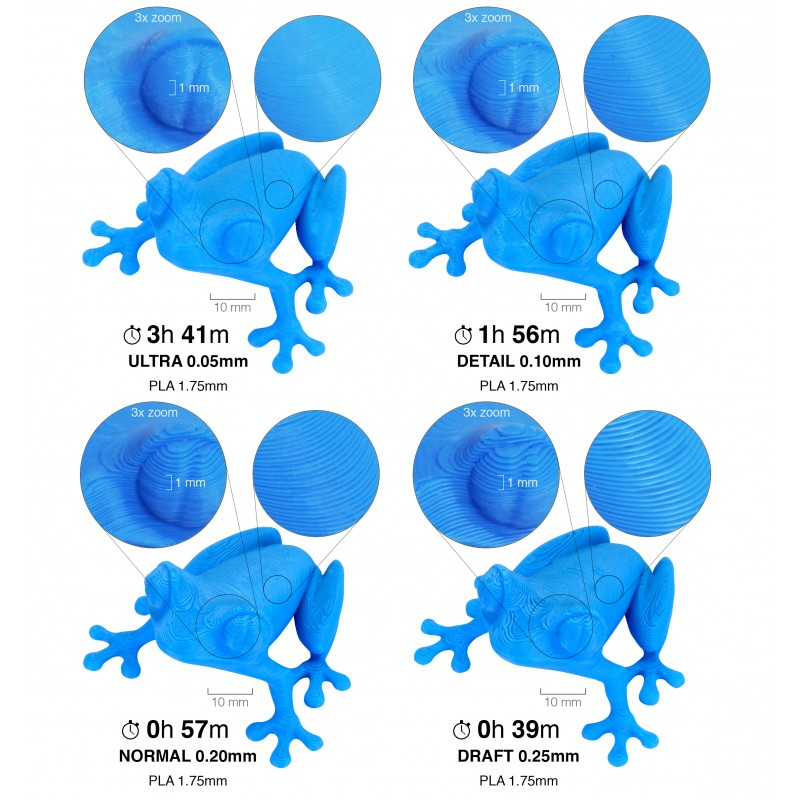 3x zoom
1 mm
10 mm
3h 41m
ULTRA 0.05mm
PLA 1.75mm
3x zoom
1 mm
10 mm
1h 56m
DETAIL 0.10mm
PLA 1.75mm
3x zoom
1 mm
10 mm
0h 57m
NORMAL 0.20mm
PLA 1.75mm
3x zoom
1 mm
10 mm
0h 39m
DRAFT 0.25mm
PLA 1.75mm